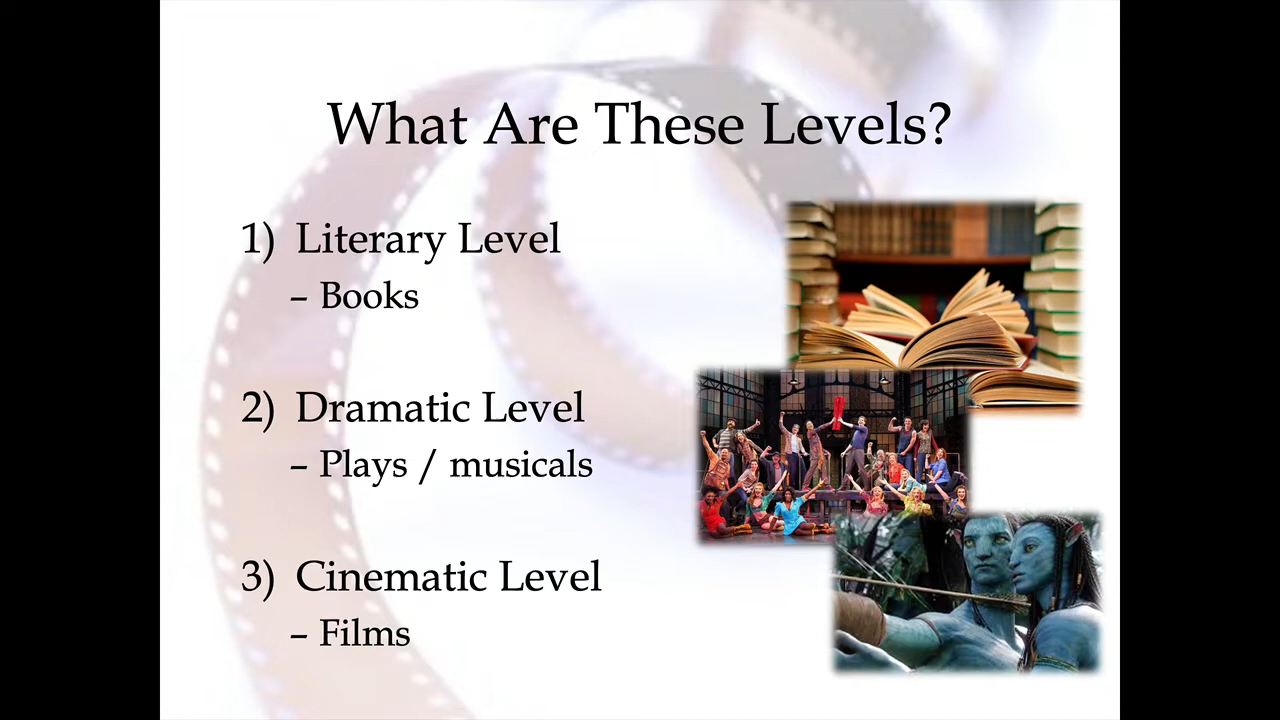 What Are These Levels?
1) Literary Level
– Books
2) Dramatic Level
– Plays / musicals
3) Cinematic Level
– Films